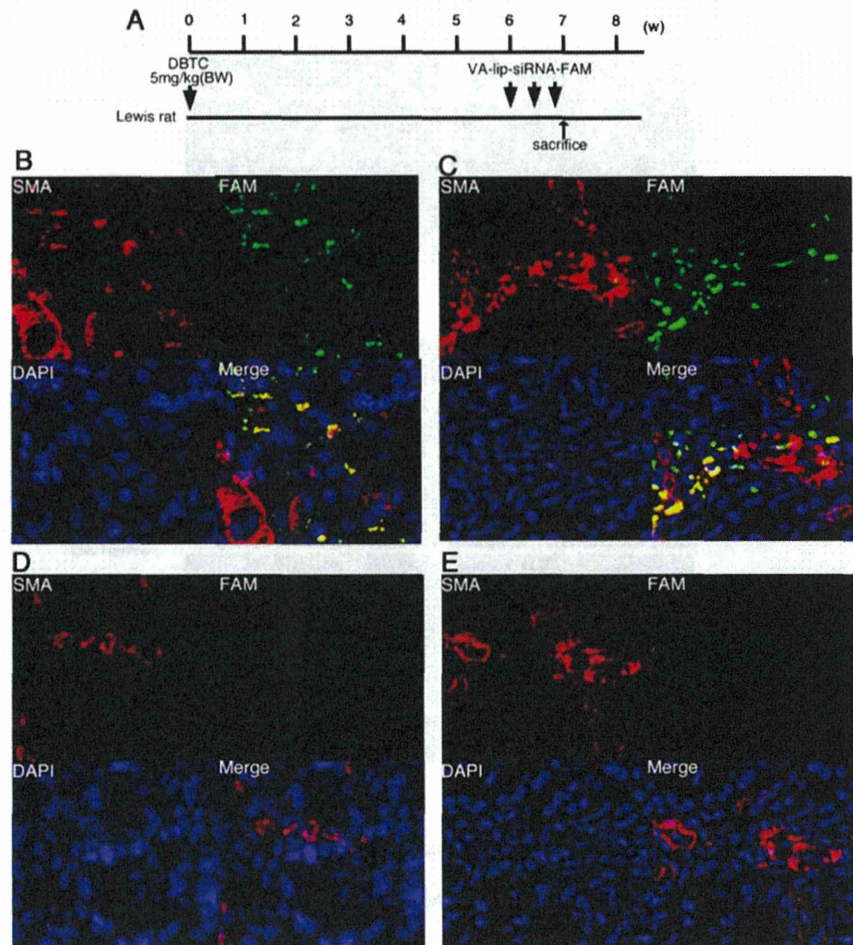 A
0 1 2 3 4 5 6 7 8 (w)
DBTC
5mg/kg(BW)
VA-lip-siRNA-FAM
Lewis rat
sacrifice
B
SMA FAM
DAPI Merge
C
SMA FAM
DAPI Merge
D
SMA FAM
DAPI Merge
E
SMA FAM
DAPI Merge